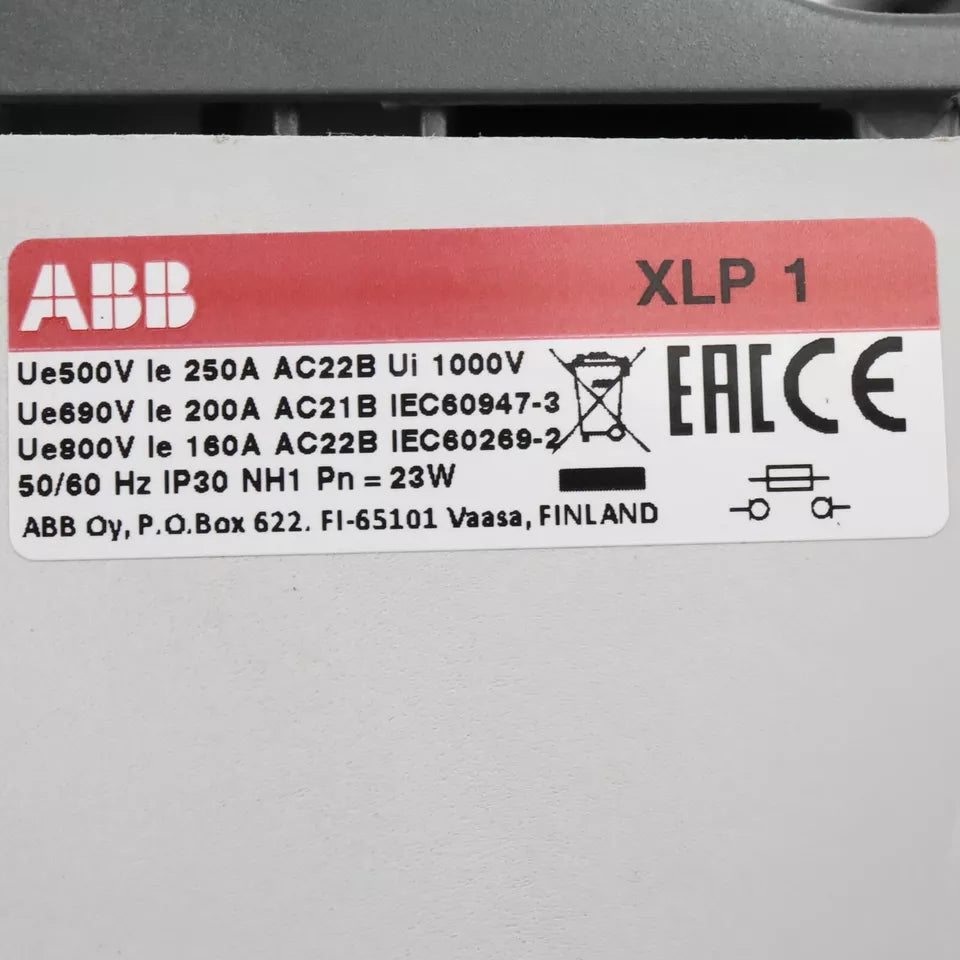 ABB XLP 1
Ue500V Ie 250A AC22B Ui 1000V
Ue690V Ie 200A AC21B IEC60947-3
Ue800V Ie 160A AC22B IEC60269-2
50/60 Hz IP30 NH1 Pn = 23W
ABB Oy, P.O.Box 622. FI-65101 Vaasa, FINLAND
EAC CE